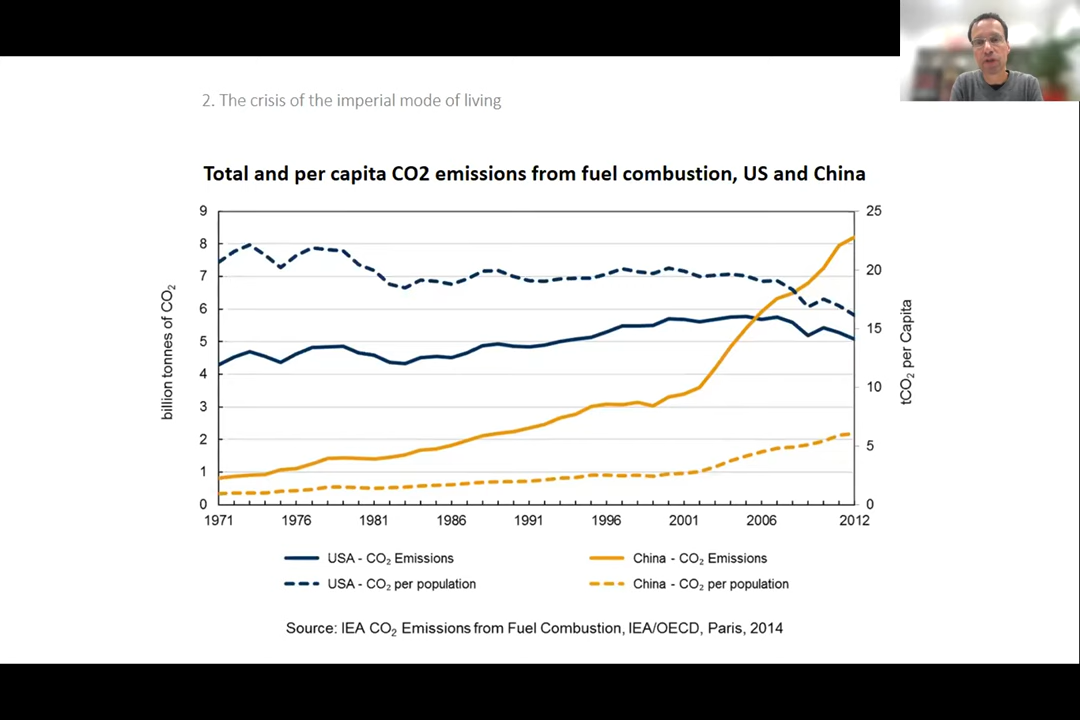 2. The crisis of the imperial mode of living
Total and per capita CO2 emissions from fuel combustion, US and China
9
8
7
6
5
4
3
2
1
0
billion tonnes of CO₂
25
20
15
10
5
0
tCO₂ per Capita
1971 1976 1981 1986 1991 1996 2001 2006 2012
USA - CO₂ Emissions
China - CO₂ Emissions
USA - CO₂ per population
China - CO₂ per population
Source: IEA CO₂ Emissions from Fuel Combustion, IEA/OECD, Paris, 2014